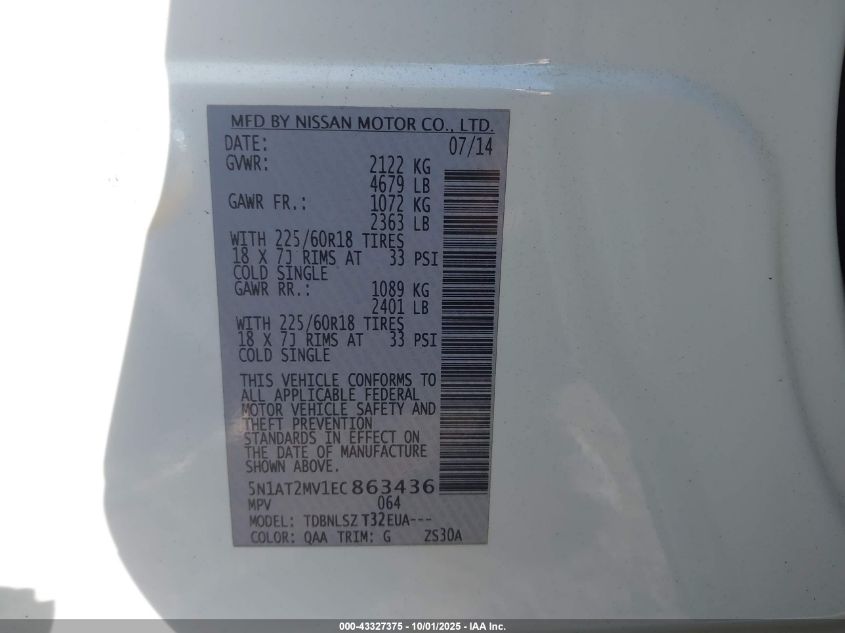 MFD BY NISSAN MOTOR CO., LTD.
DATE: 07/14
GVWR: 2122 KG
4679 LB
GAWR FR.: 1072 KG
2363 LB
WITH 225/60R18 TIRES
18 X 7J RIMS AT 33 PSI
COLD SINGLE
GAWR RR.: 1089 KG
2401 LB
WITH 225/60R18 TIRES
18 X 7J RIMS AT 33 PSI
COLD SINGLE
THIS VEHICLE CONFORMS TO
ALL APPLICABLE FEDERAL
MOTOR VEHICLE SAFETY AND
THEFT PREVENTION
STANDARDS IN EFFECT ON
THE DATE OF MANUFACTURE
SHOWN ABOVE.
5N1AT2MV1EC863436
MPV 064
MODEL: TDBNLSZ T32EUA---
COLOR: QAA TRIM: G ZS30A
000-43327375 - 10/01/2025 - IAA Inc.